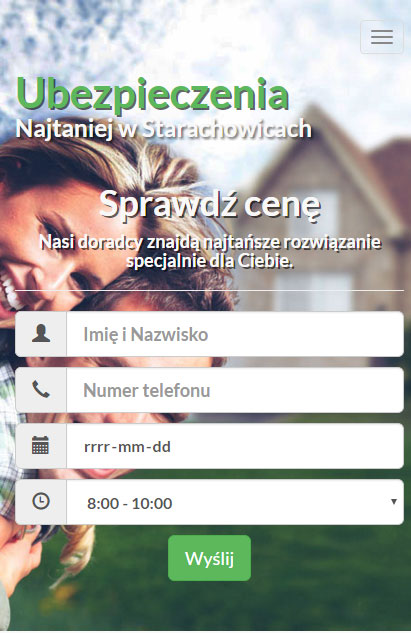 Ubezpieczenia
Najtaniej w Starachowicach
Sprawdź cenę
Nasi doradcy znajdą najtańsze rozwiązanie
specjalnie dla Ciebie.
Imię i Nazwisko
Numer telefonu
rrrr-mm-dd
8:00 - 10:00
Wyślij